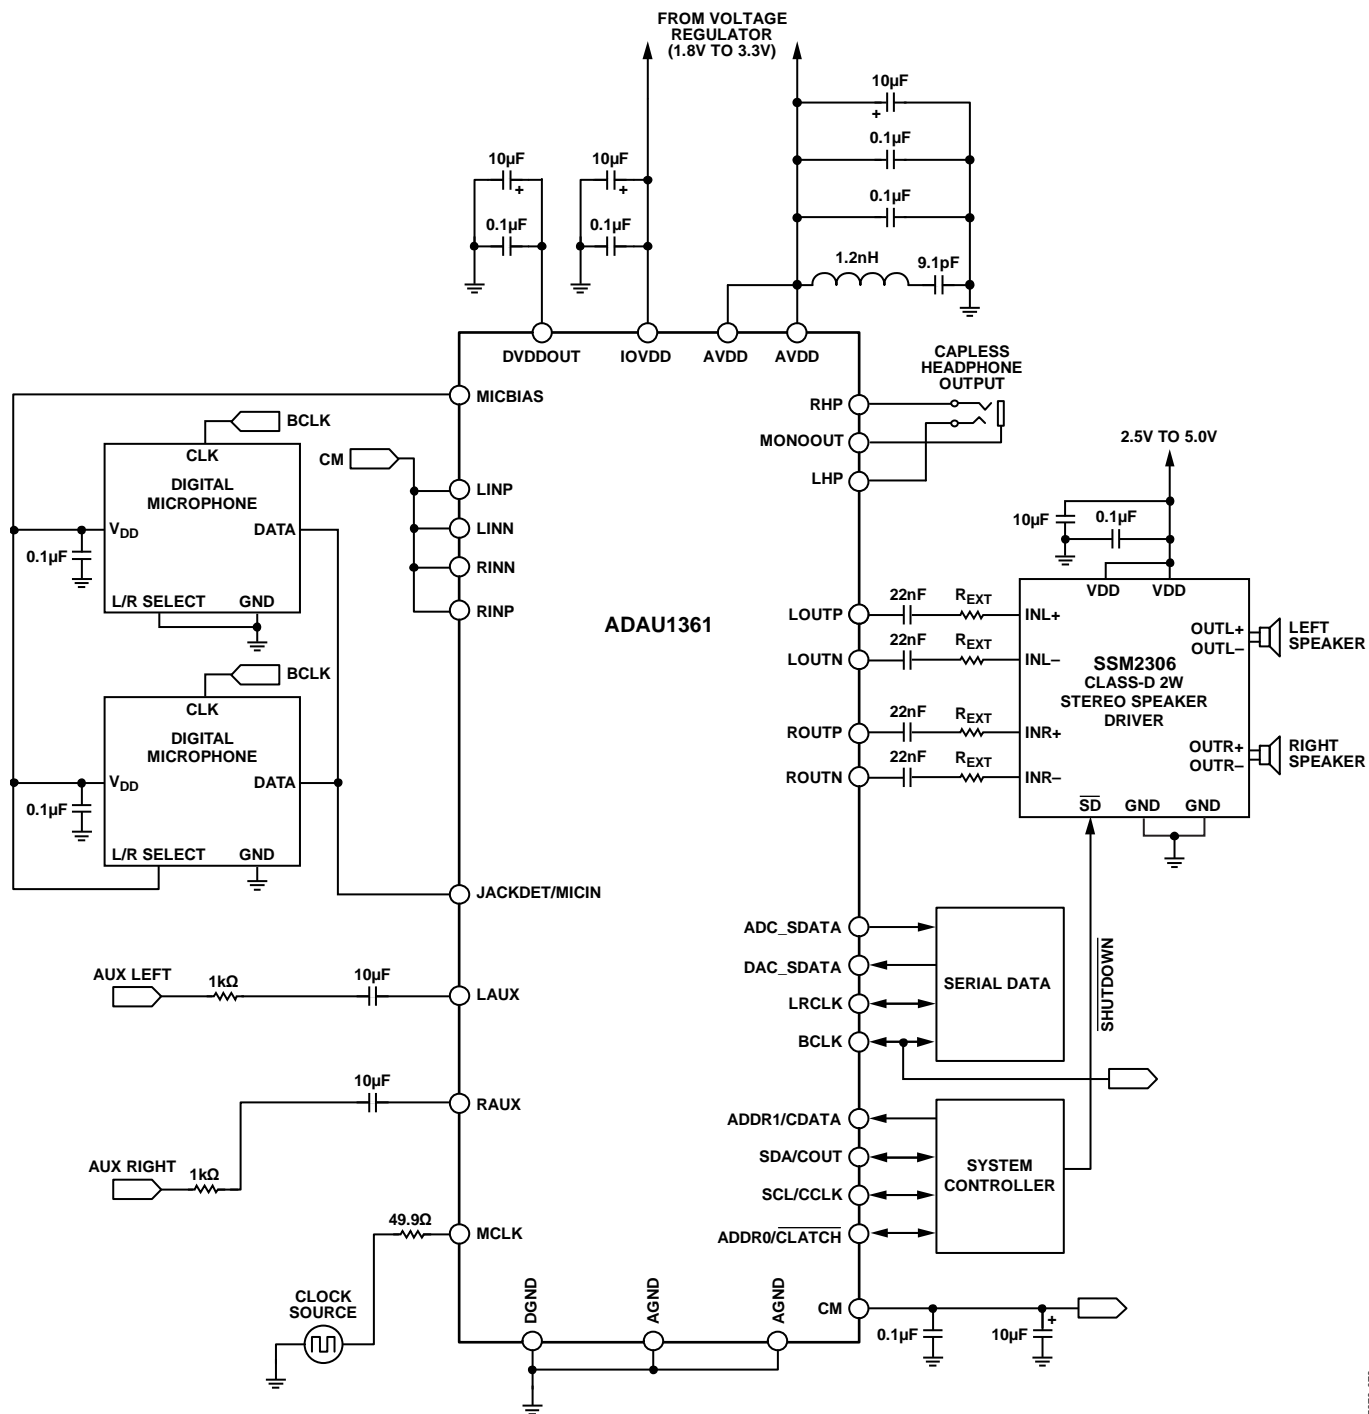 FROM VOLTAGE
REGULATOR
(1.8V TO 3.3V)
10µF
+
0.1µF
0.1µF
10µF
+
0.1µF
10µF
+
0.1µF
1.2nH
9.1pF
DVDDOUT
IOVDD
AVDD
AVDD
MICBIAS
BCLK
CLK
DIGITAL
MICROPHONE
VDD
DATA
0.1µF
L/R SELECT
GND
CM
LINP
LINN
RINN
RINP
BCLK
CLK
DIGITAL
MICROPHONE
VDD
DATA
0.1µF
L/R SELECT
GND
JACKDET/MICIN
AUX LEFT
1kΩ
10µF
LAUX
10µF
RAUX
AUX RIGHT
1kΩ
49.9Ω
MCLK
CLOCK
SOURCE
DGND
AGND
AGND
ADAU1361
CAPLESS
HEADPHONE
OUTPUT
RHP
MONOOUT
LHP
2.5V TO 5.0V
10µF
0.1µF
VDD
VDD
LOUTP
22nF
REXT
INL+
LOUTN
22nF
REXT
INL–
ROUTP
22nF
REXT
INR+
ROUTN
22nF
REXT
INR–
SSM2306
CLASS-D 2W
STEREO SPEAKER
DRIVER
OUTL+
OUTL–
LEFT
SPEAKER
OUTR+
OUTR–
RIGHT
SPEAKER
SD
GND
GND
SHUTDOWN
ADC_SDATA
DAC_SDATA
LRCLK
BCLK
SERIAL DATA
ADDR1/CDATA
SDA/COUT
SCL/CCLK
ADDR0/CLATCH
SYSTEM
CONTROLLER
CM
0.1µF
10µF
+